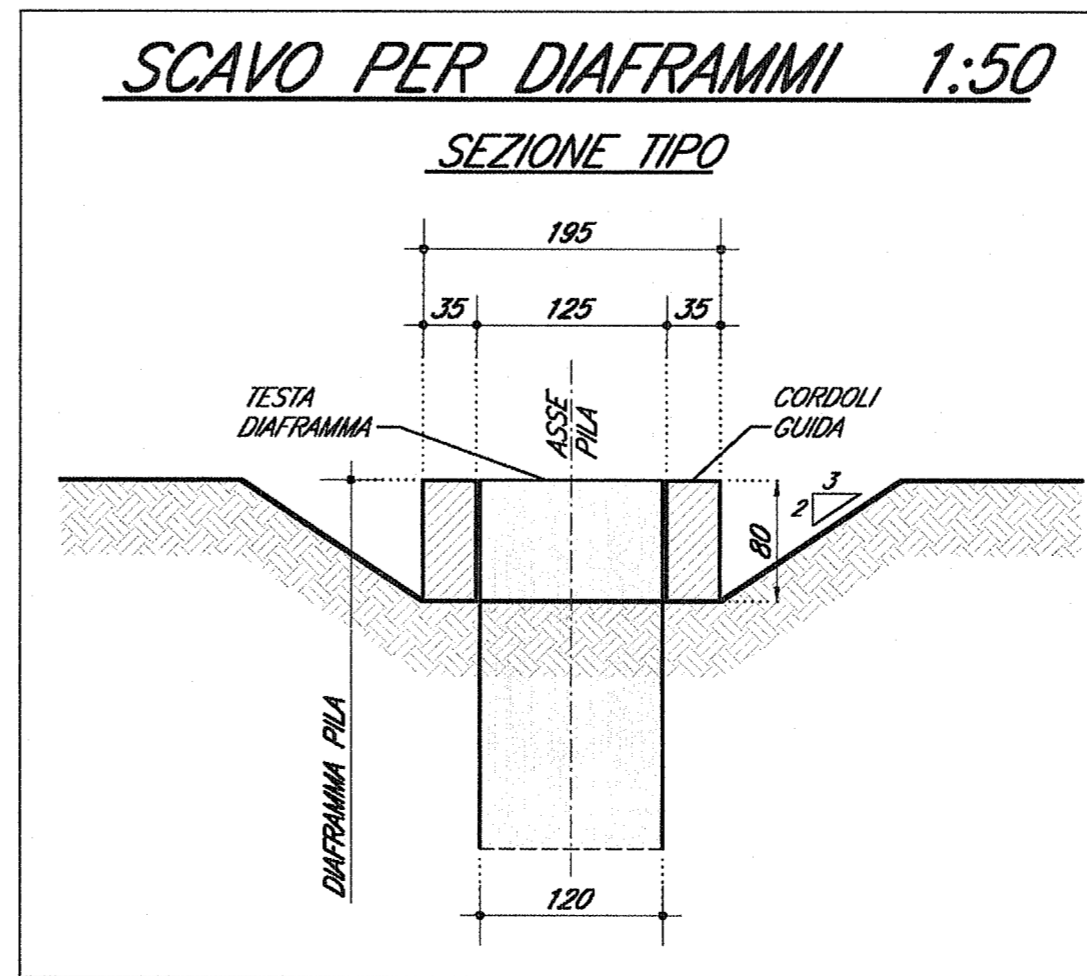 SCAVO PER DIAFRAMMI 1:50
SEZIONE TIPO
195
35 125 35
TESTA
DIAFRAMMA
ASSE
PILA
CORDOLI
GUIDA
3
2
80
DIAFRAMMA PILA
120